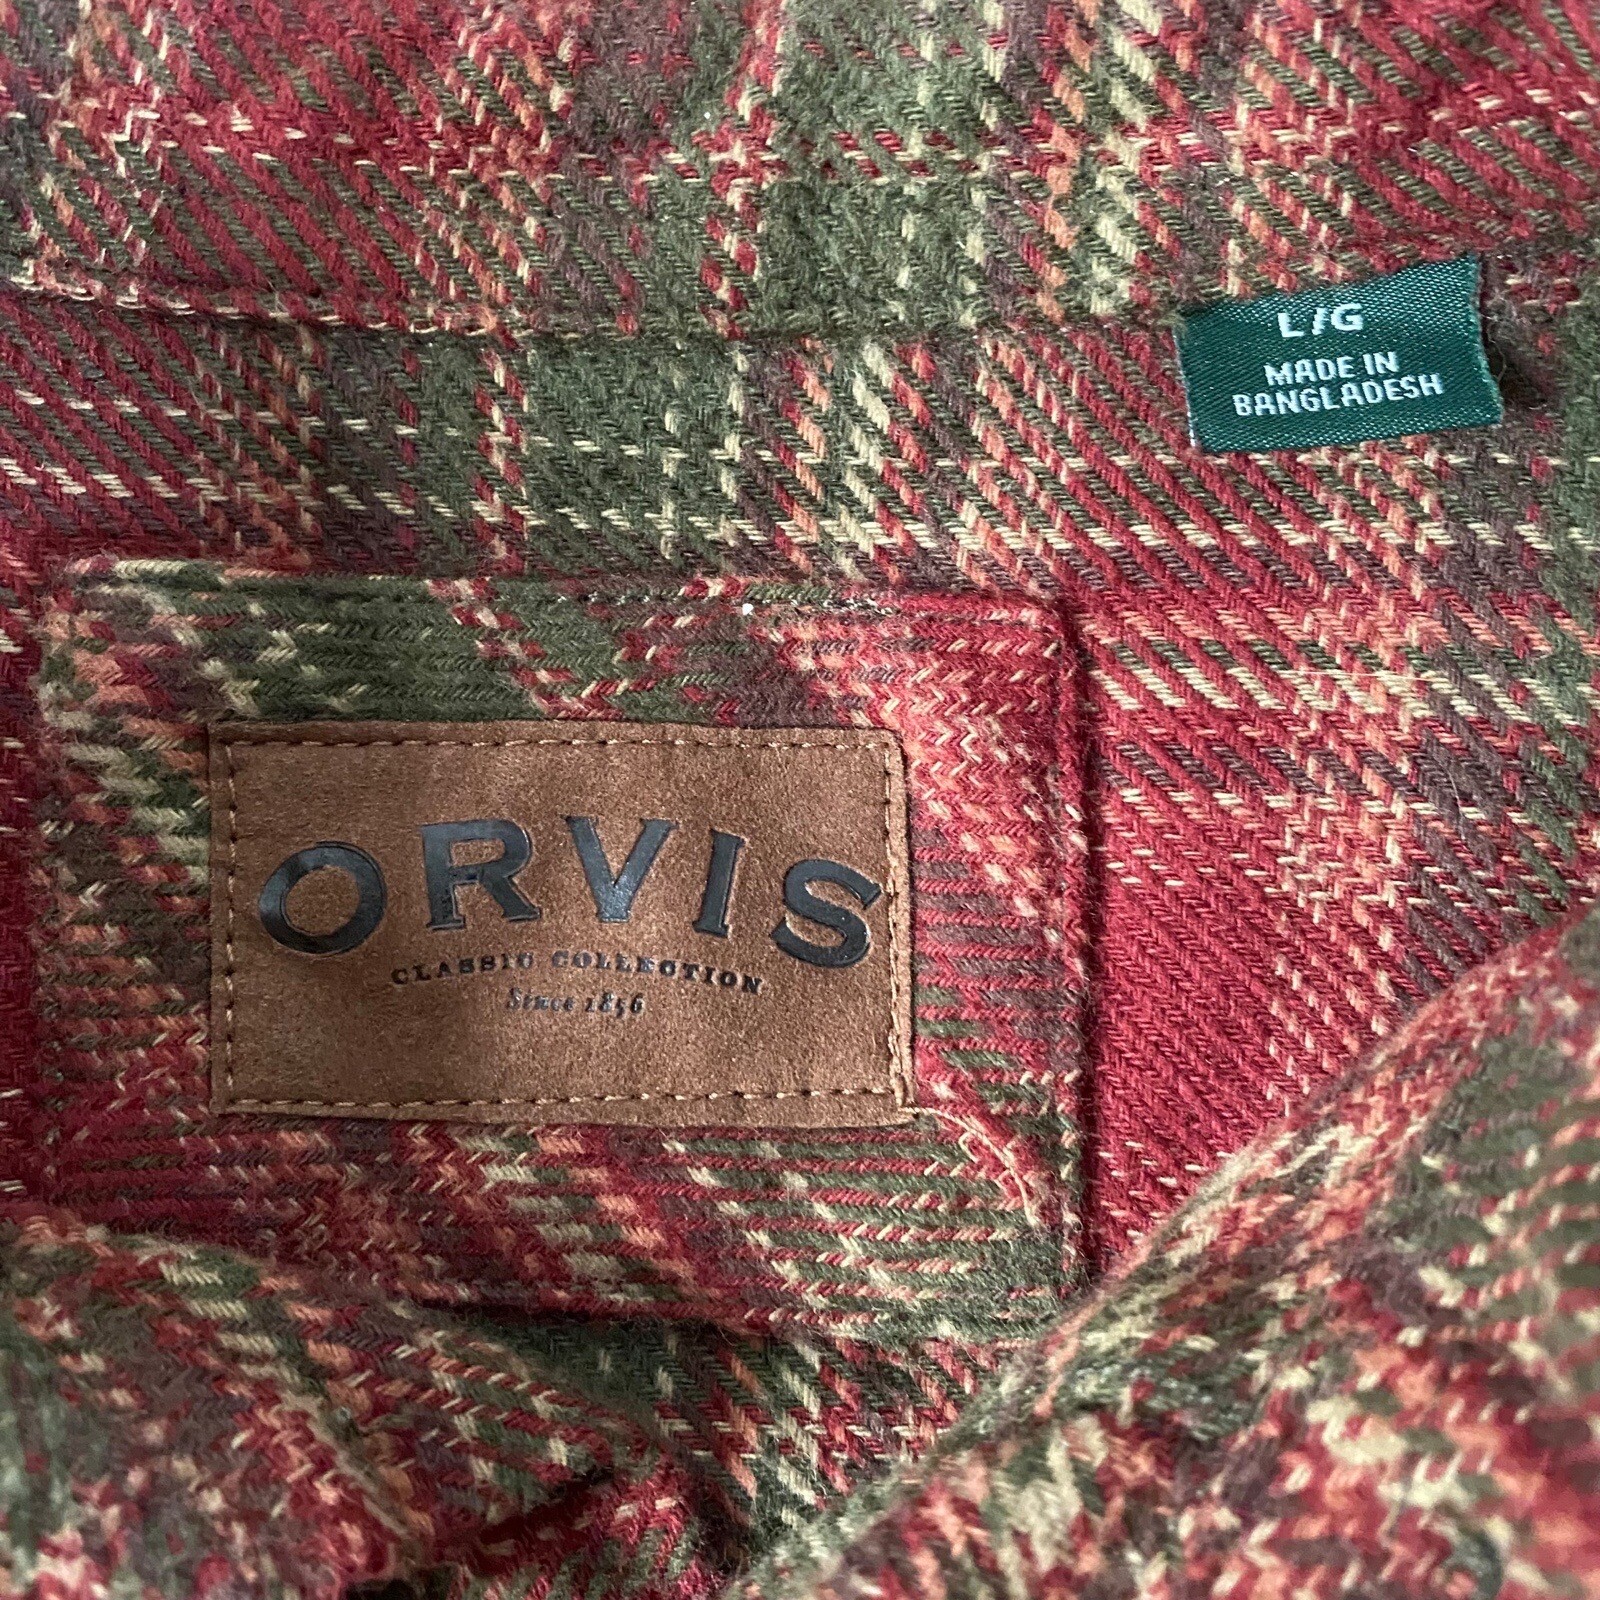 L/G
MADE IN
BANGLADESH
ORVIS
CLASSIC COLLECTION
Since 1856